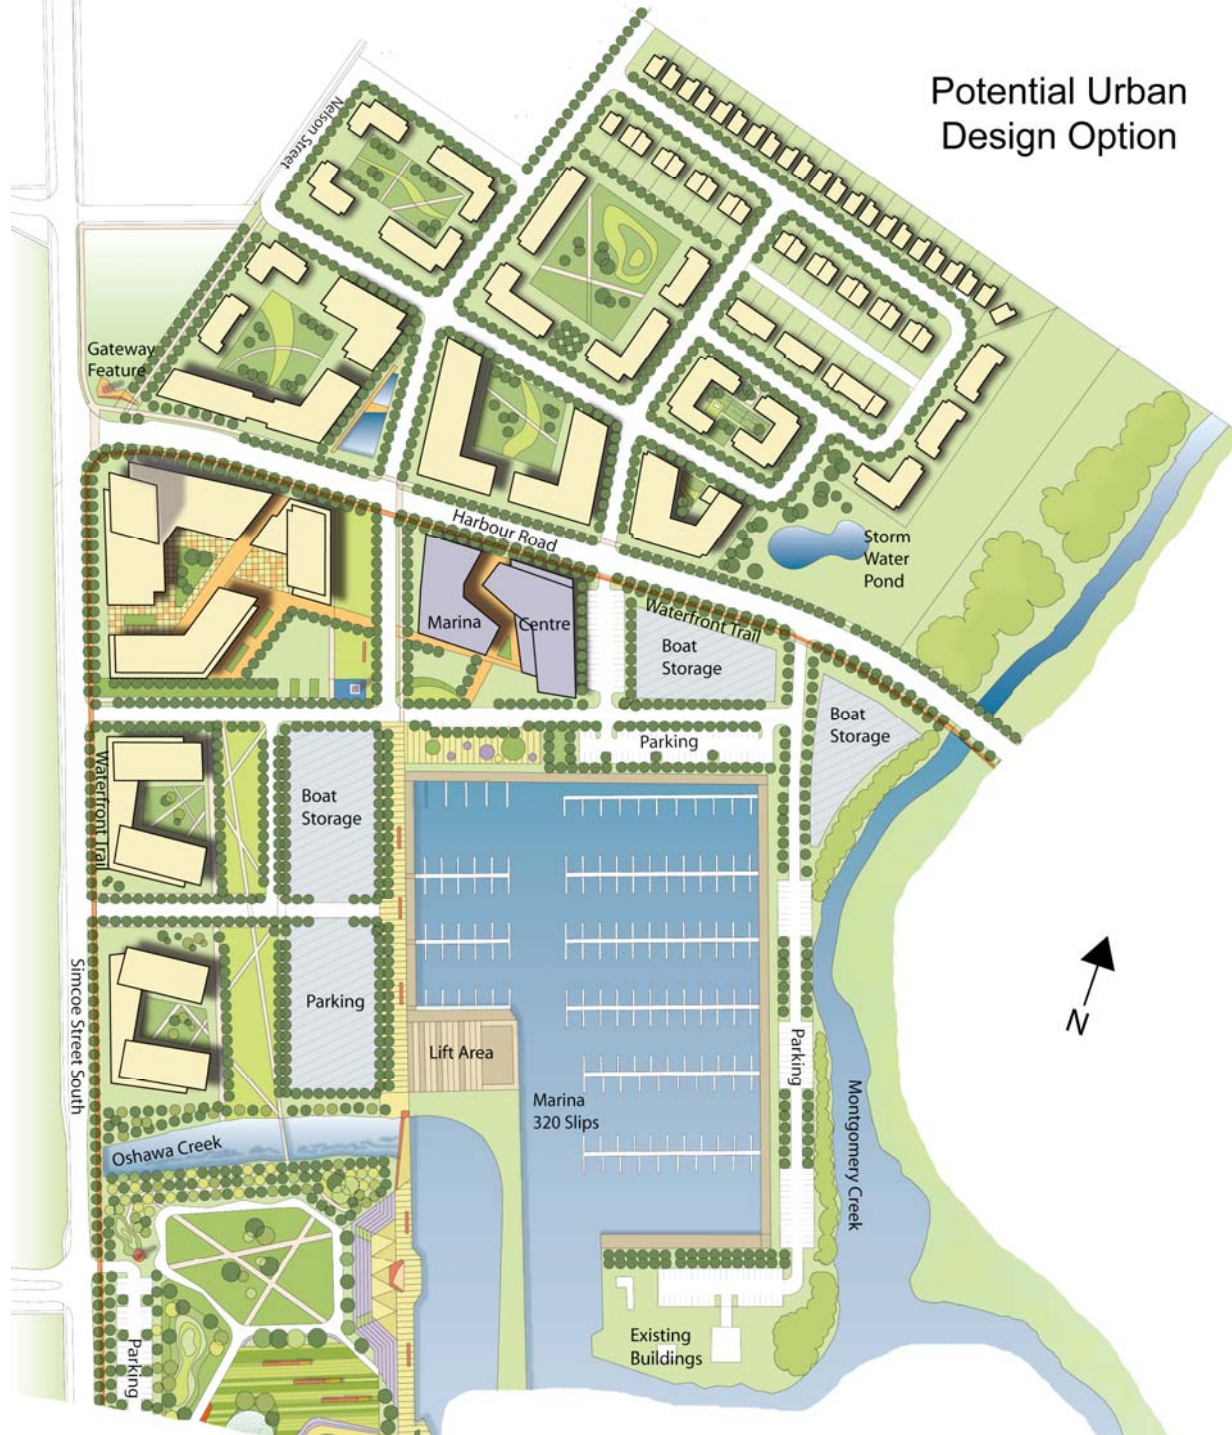 Potential Urban
Design Option
Nelson Street
Gateway
Feature
Harbour Road
Storm
Water
Pond
Marina
Centre
Waterfront Trail
Boat
Storage
Boat
Storage
Parking
Waterfront Trail
Boat
Storage
Simcoe Street South
Parking
Lift Area
Marina
320 Slips
Parking
Montgomery Creek
N
Oshawa Creek
Parking
Existing
Buildings